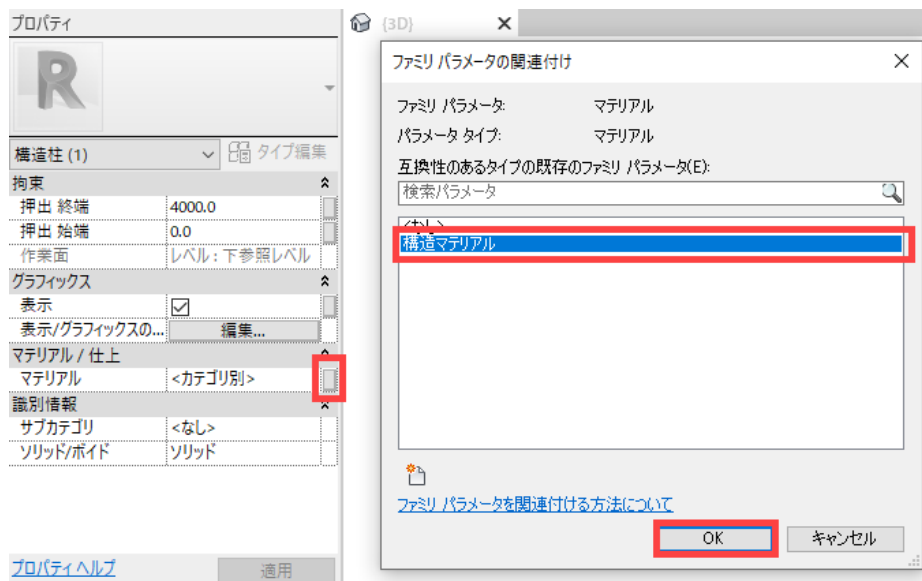 プロパティ
R
構造柱 (1)
タイプ編集
拘束
押出 終端 4000.0
押出 始端 0.0
作業面 レベル : 下参照レベル
グラフィックス
表示
表示/グラフィックスの... 編集...
マテリアル / 仕上
マテリアル <カテゴリ別>
識別情報
サブカテゴリ <なし>
ソリッド/ボイド ソリッド
プロパティ ヘルプ
適用
{3D}
ファミリ パラメータの関連付け
ファミリ パラメータ: マテリアル
パラメータ タイプ: マテリアル
互換性のあるタイプの既存のファミリ パラメータ(E):
検索パラメータ
<なし>
構造マテリアル
ファミリ パラメータを関連付ける方法について
OK
キャンセル